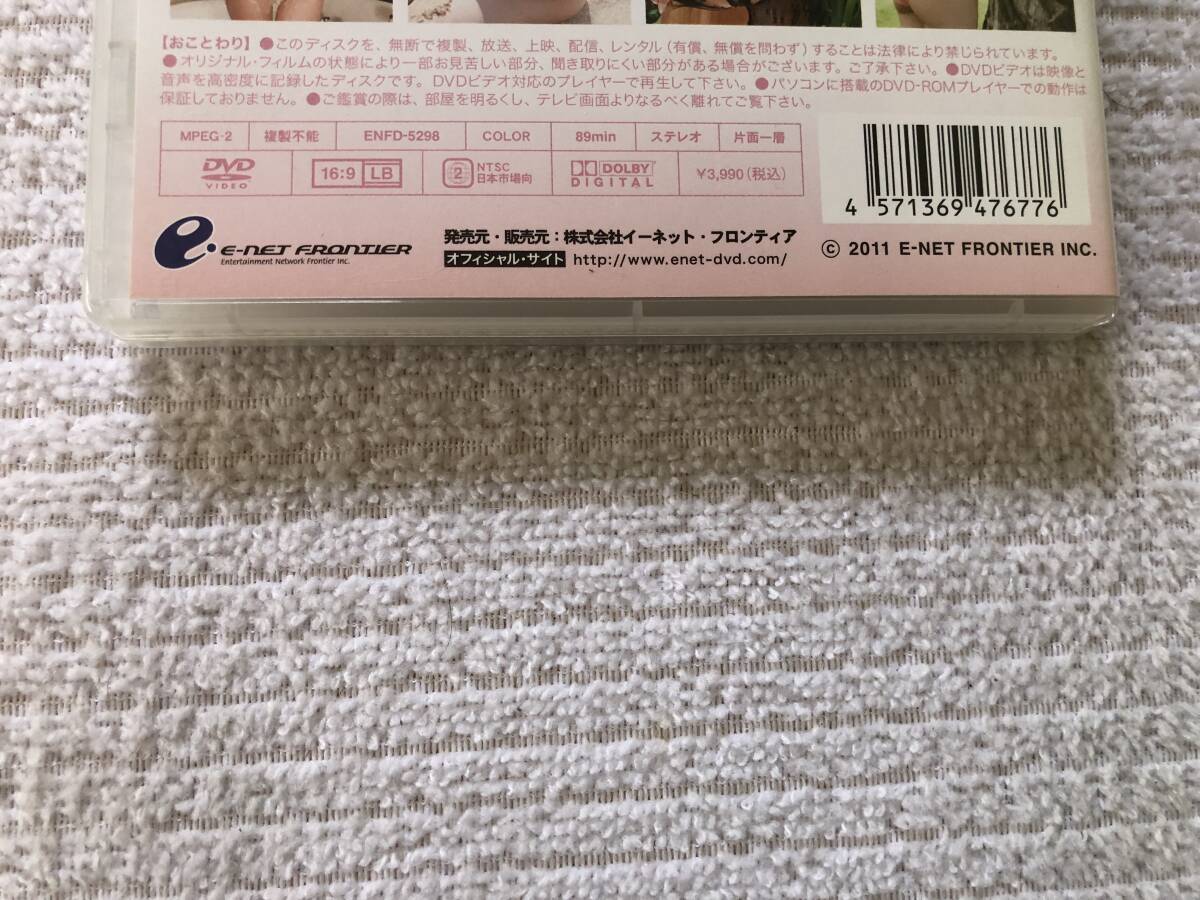 【おことわり】●このディスクを、無断で複製、放送、上映、配信、レンタル(有償、無償を問わず)することは法律により禁じられています。
●オリジナル・フィルムの状態により一部お見苦しい部分、聞き取りにくい部分がある場合がございます。ご了承下さい。●DVDビデオは映像と
音声を高密度に記録したディスクです。DVDビデオ対応のプレイヤーで再生して下さい。●パソコンに搭載のDVD-ROMプレイヤーでの動作は
保証しておりません。●ご鑑賞の際は、部屋を明るくし、テレビ画面よりなるべく離れてご覧下さい。
MPEG-2 複製不能 ENFD-5298 COLOR 89min ステレオ 片面一層
DVD VIDEO 16:9 LB 2 NTSC 日本市場向 DOLBY DIGITAL ¥3,990(税込)
4 571369 476776
E-NET FRONTIER
Entertainment Network Frontier Inc.
発売元・販売元:株式会社イーネット・フロンティア
オフィシャル・サイト http://www.enet-dvd.com/
© 2011 E-NET FRONTIER INC.